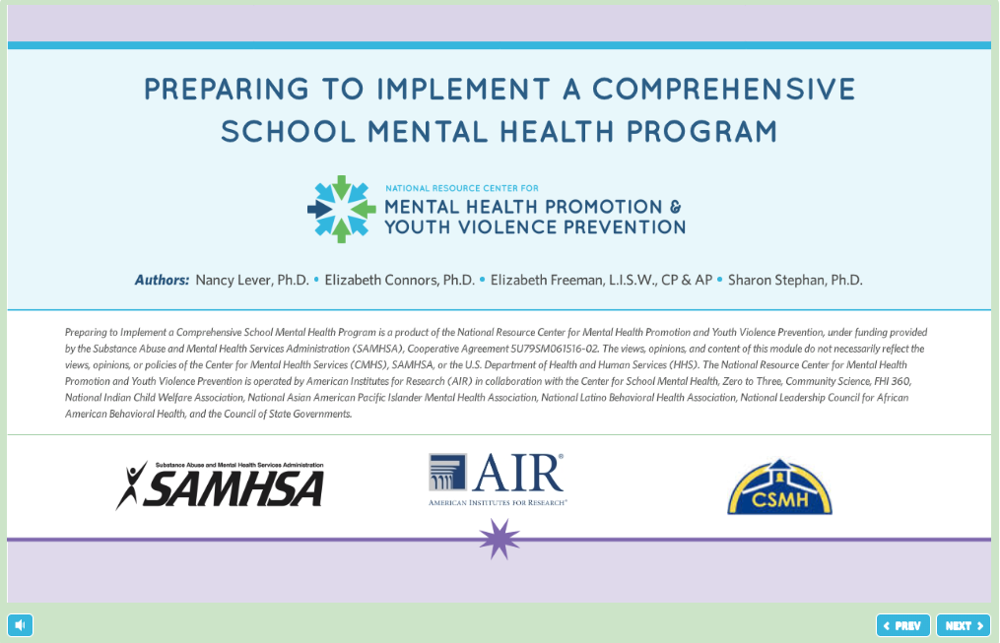 PREPARING TO IMPLEMENT A COMPREHENSIVE
SCHOOL MENTAL HEALTH PROGRAM
NATIONAL RESOURCE CENTER FOR
MENTAL HEALTH PROMOTION &
YOUTH VIOLENCE PREVENTION
Authors: Nancy Lever, Ph.D. • Elizabeth Connors, Ph.D. • Elizabeth Freeman, L.I.S.W., CP & AP • Sharon Stephan, Ph.D.
Preparing to Implement a Comprehensive School Mental Health Program is a product of the National Resource Center for Mental Health Promotion and Youth Violence Prevention, under funding provided
by the Substance Abuse and Mental Health Services Administration (SAMHSA), Cooperative Agreement 5U79SM061516-02. The views, opinions, and content of this module do not necessarily reflect the
views, opinions, or policies of the Center for Mental Health Services (CMHS), SAMHSA, or the U.S. Department of Health and Human Services (HHS). The National Resource Center for Mental Health
Promotion and Youth Violence Prevention is operated by American Institutes for Research (AIR) in collaboration with the Center for School Mental Health, Zero to Three, Community Science, FHI 360,
National Indian Child Welfare Association, National Asian American Pacific Islander Mental Health Association, National Latino Behavioral Health Association, National Leadership Council for African
American Behavioral Health, and the Council of State Governments.
Substance Abuse and Mental Health Services Administration
SAMHSA
AIR®
AMERICAN INSTITUTES FOR RESEARCH®
CSMH
PREV
NEXT